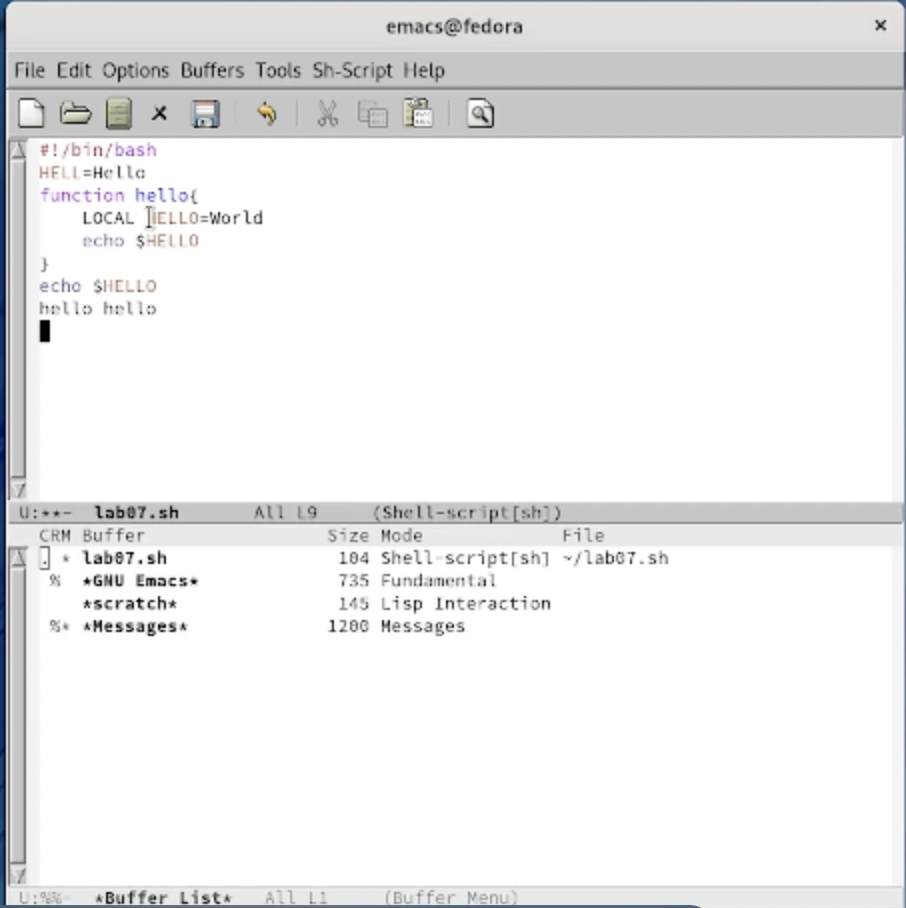 emacs@fedora ×
File Edit Options Buffers Tools Sh-Script Help
#!/bin/bash
HELL=Hello
function hello{
    LOCAL HELLO=World
    echo $HELLO
}
echo $HELLO
hello hello
U:**-  lab07.sh       All L9     (Shell-script[sh])
CRM Buffer                 Size Mode             File
. * lab07.sh                104 Shell-script[sh] ~/lab07.sh
 %  *GNU Emacs*             735 Fundamental
    *scratch*               145 Lisp Interaction
 %* *Messages*             1200 Messages
U:%%-  *Buffer List*   All L1     (Buffer Menu)